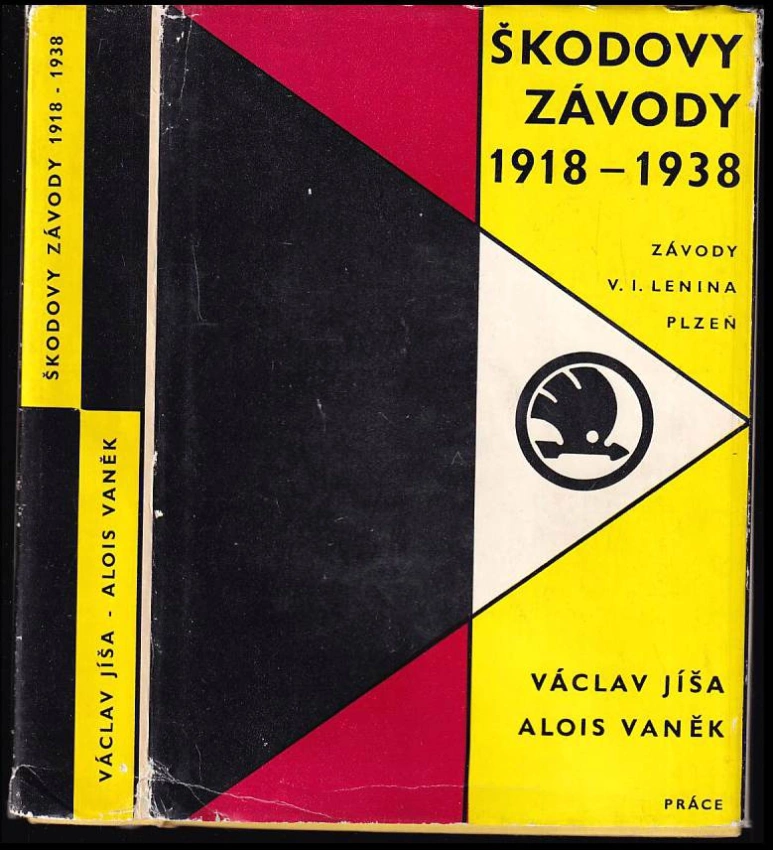 ŠKODOVY ZÁVODY 1918 - 1938
VÁCLAV JÍŠA - ALOIS VANĚK
ŠKODOVY
ZÁVODY
1918 – 1938
ZÁVODY
V. I. LENINA
PLZEŇ
VÁCLAV JÍŠA
ALOIS VANĚK
PRÁCE